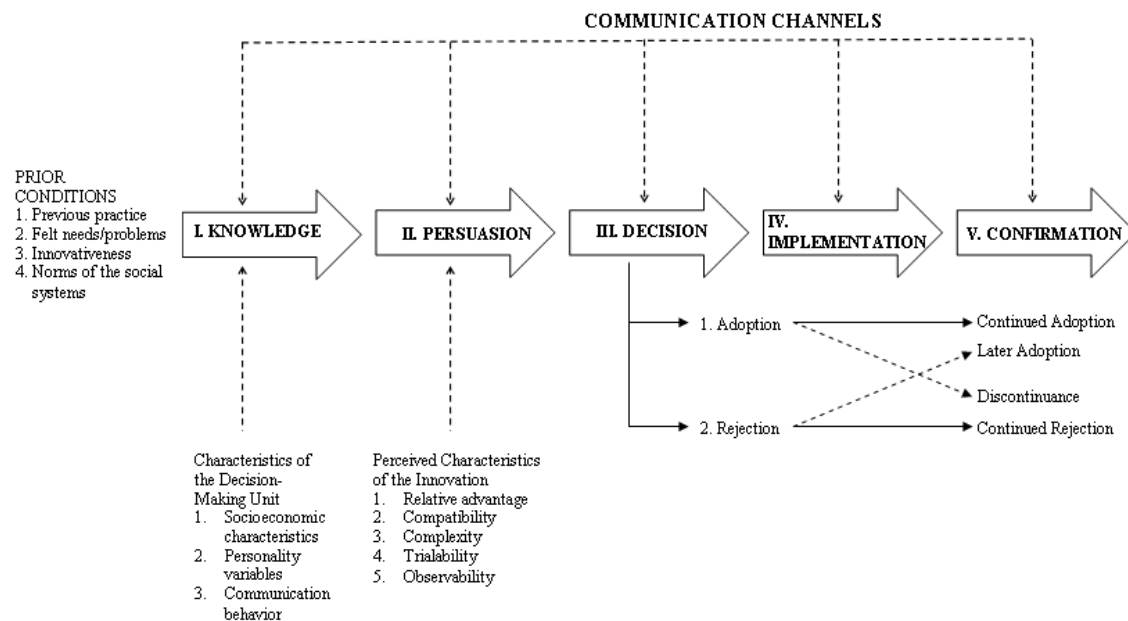 COMMUNICATION CHANNELS
PRIOR
CONDITIONS
1. Previous practice
2. Felt needs/problems
3. Innovativeness
4. Norms of the social
systems
I. KNOWLEDGE
II. PERSUASION
III. DECISION
IV.
IMPLEMENTATION
V. CONFIRMATION
1. Adoption
Continued Adoption
Later Adoption
Discontinuance
2. Rejection
Continued Rejection
Characteristics of
the Decision-
Making Unit
1. Socioeconomic
characteristics
2. Personality
variables
3. Communication
behavior
Perceived Characteristics
of the Innovation
1. Relative advantage
2. Compatibility
3. Complexity
4. Trialability
5. Observability